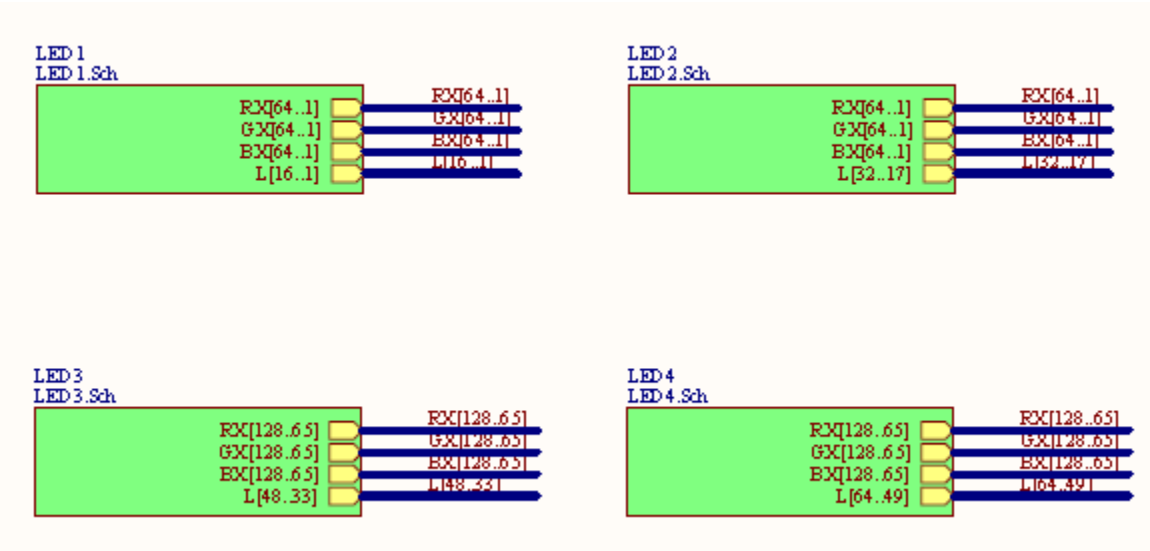 LED1
LED1.Sch
RX[64..1]
RX[64..1]
GX[64..1]
GX[64..1]
BX[64..1]
BX[64..1]
L[16..1]
L[16..1]
LED2
LED2.Sch
RX[64..1]
RX[64..1]
GX[64..1]
GX[64..1]
BX[64..1]
BX[64..1]
L[32..17]
L[32..17]
LED3
LED3.Sch
RX[128..65]
RX[128..65]
GX[128..65]
GX[128..65]
BX[128..65]
BX[128..65]
L[48..33]
L[48..33]
LED4
LED4.Sch
RX[128..65]
RX[128..65]
GX[128..65]
GX[128..65]
BX[128..65]
BX[128..65]
L[64..49]
L[64..49]